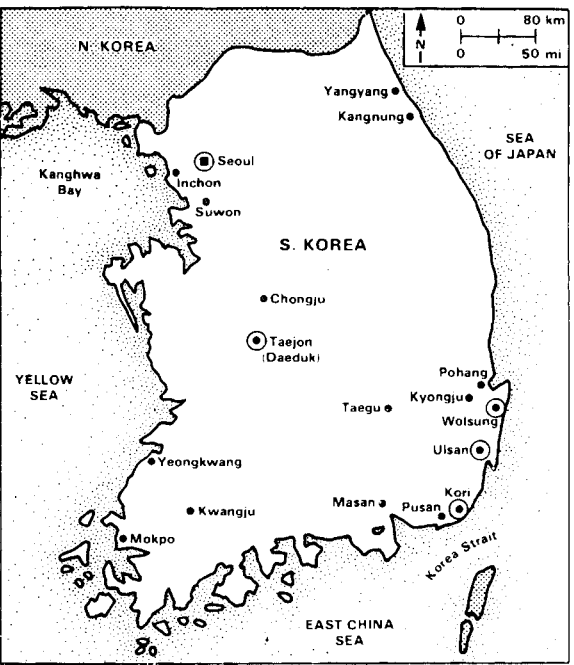 N. KOREA
0 80 km
N
0 50 mi
Yangyang
Kangnung
SEA
OF JAPAN
Seoul
Kanghwa
Bay
Inchon
Suwon
S. KOREA
Chongju
Taejon
(Daeduk)
YELLOW
SEA
Pohang
Kyongju
Taegu
Wolsung
Ulsan
Yeongkwang
Kori
Masan
Pusan
Kwangju
Mokpo
Korea Strait
EAST CHINA
SEA